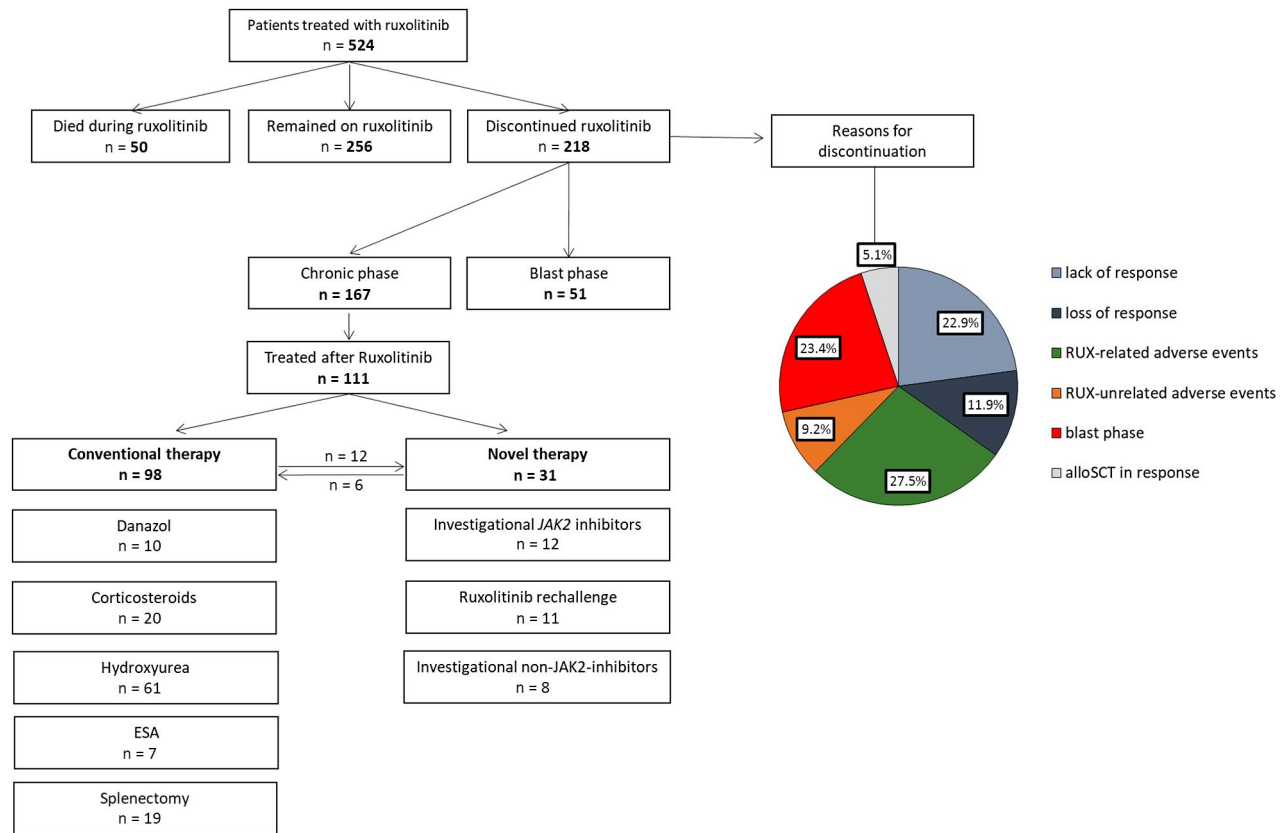 Patients treated with ruxolitinib
n = 524
Died during ruxolitinib
n = 50
Remained on ruxolitinib
n = 256
Discontinued ruxolitinib
n = 218
Reasons for
discontinuation
Chronic phase
n = 167
Blast phase
n = 51
Treated after Ruxolitinib
n = 111
Conventional therapy
n = 98
n = 12
n = 6
Novel therapy
n = 31
Danazol
n = 10
Corticosteroids
n = 20
Hydroxyurea
n = 61
ESA
n = 7
Splenectomy
n = 19
Investigational JAK2 inhibitors
n = 12
Ruxolitinib rechallenge
n = 11
Investigational non-JAK2-inhibitors
n = 8
5.1%
22.9%
11.9%
27.5%
9.2%
23.4%
lack of response
loss of response
RUX-related adverse events
RUX-unrelated adverse events
blast phase
alloSCT in response